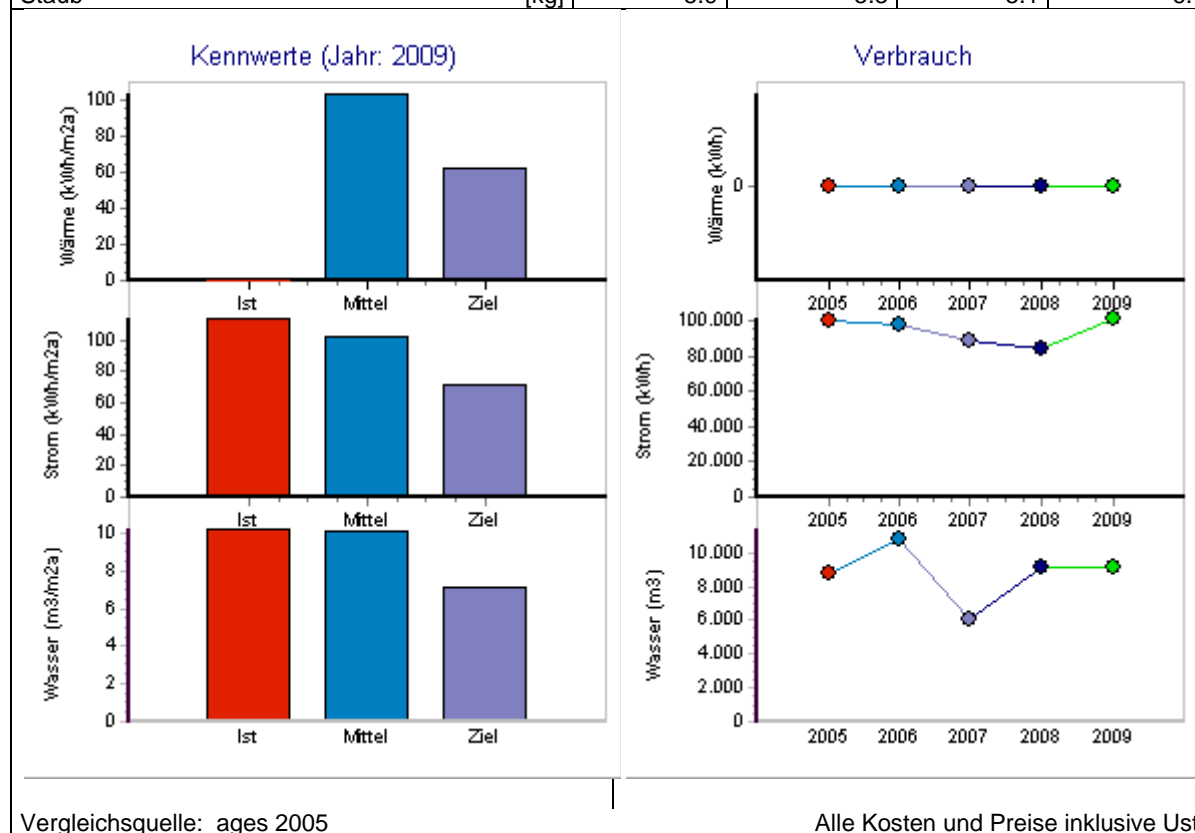 Staub [kg]
Kennwerte (Jahr: 2009)
Wärme (kWh/m2a)
100
80
60
40
20
0
Ist Mittel Ziel
Strom (kWh/m2a)
100
80
60
40
20
0
Ist Mittel Ziel
Wasser (m3/m2a)
10
8
6
4
2
0
Ist Mittel Ziel
Verbrauch
Wärme (kWh)
0
2005 2006 2007 2008 2009
Strom (kWh)
100.000
80.000
60.000
40.000
20.000
0
2005 2006 2007 2008 2009
Wasser (m3)
10.000
8.000
6.000
4.000
2.000
0
2005 2006 2007 2008 2009
Vergleichsquelle: ages 2005
Alle Kosten und Preise inklusive Ust